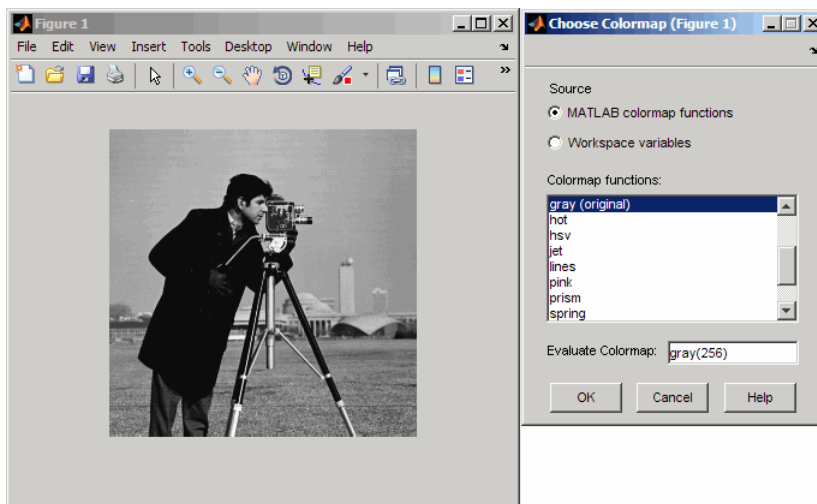 Figure 1
File Edit View Insert Tools Desktop Window Help
Choose Colormap (Figure 1)
Source
MATLAB colormap functions
Workspace variables
Colormap functions:
gray (original)
hot
hsv
jet
lines
pink
prism
spring
Evaluate Colormap: gray(256)
OK Cancel Help